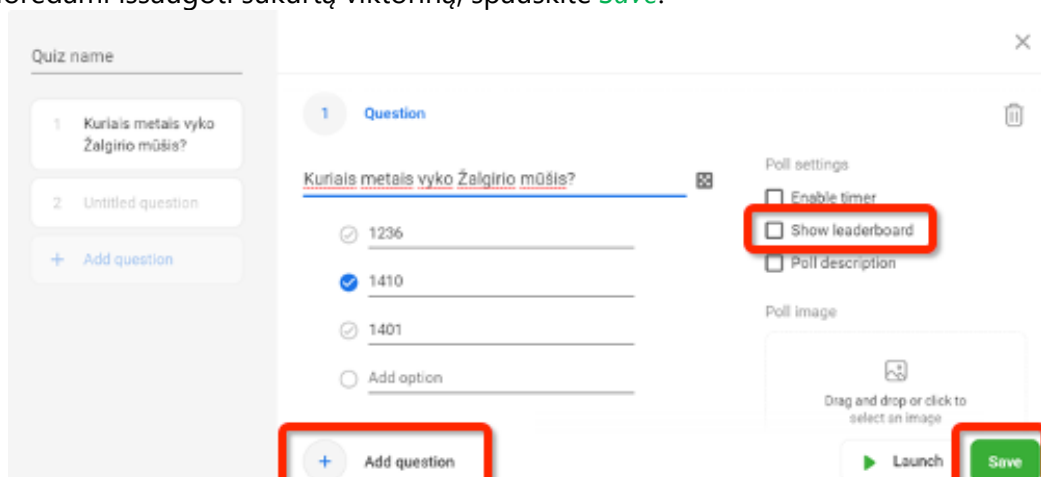 norėdami išsaugoti sukurtą viktoriną, spauskite Save.
Quiz name
1 Kuriais metais vyko
Žalgirio mūšis?
2 Untitled question
+ Add question
1 Question
Kuriais metais vyko Žalgirio mūšis?
1236
1410
1401
Add option
+ Add question
Poll settings
Enable timer
Show leaderboard
Poll description
Poll image
Drag and drop or click to
select an image
Launch
Save